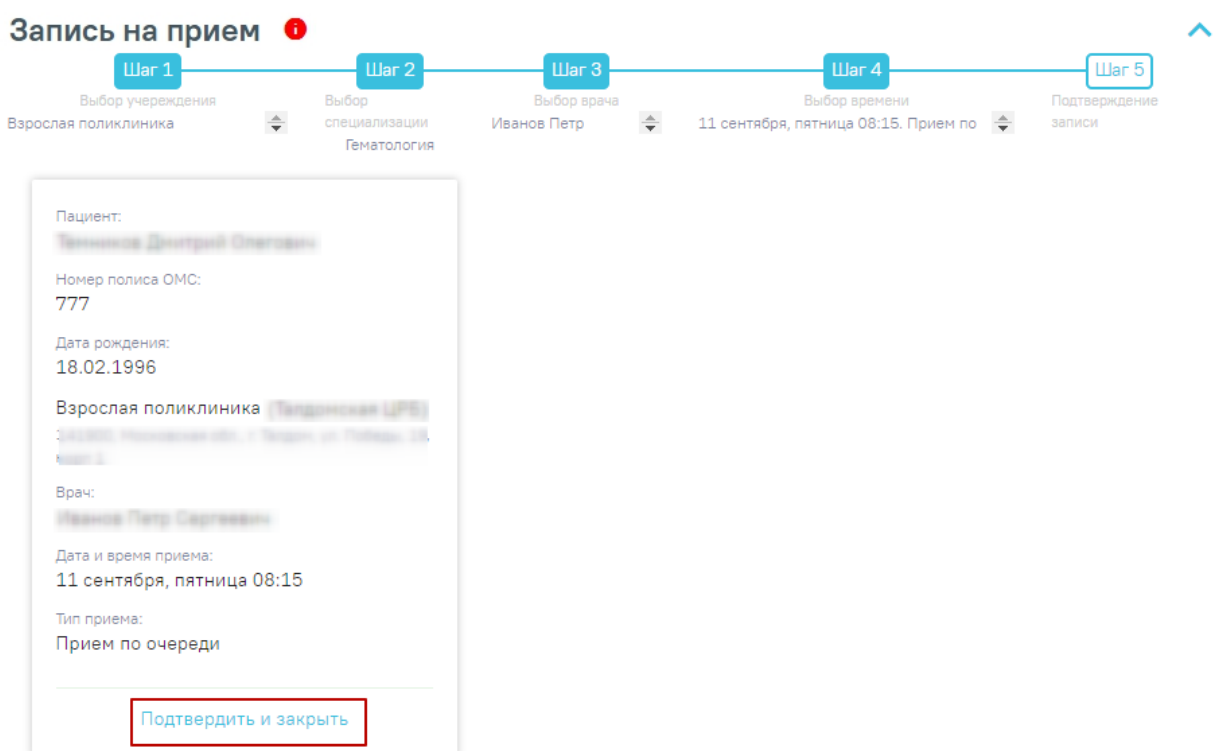 Запись на прием
Шаг 1
Шаг 2
Шаг 3
Шаг 4
Шаг 5
Выбор учереждения
Взрослая поликлиника
Выбор
специализации
Гематология
Выбор врача
Иванов Петр
Выбор времени
11 сентября, пятница 08:15. Прием по
Подтверждение
записи
Пациент:
Номер полиса ОМС:
777
Дата рождения:
18.02.1996
Взрослая поликлиника
Врач:
Дата и время приема:
11 сентября, пятница 08:15
Тип приема:
Прием по очереди
Подтвердить и закрыть